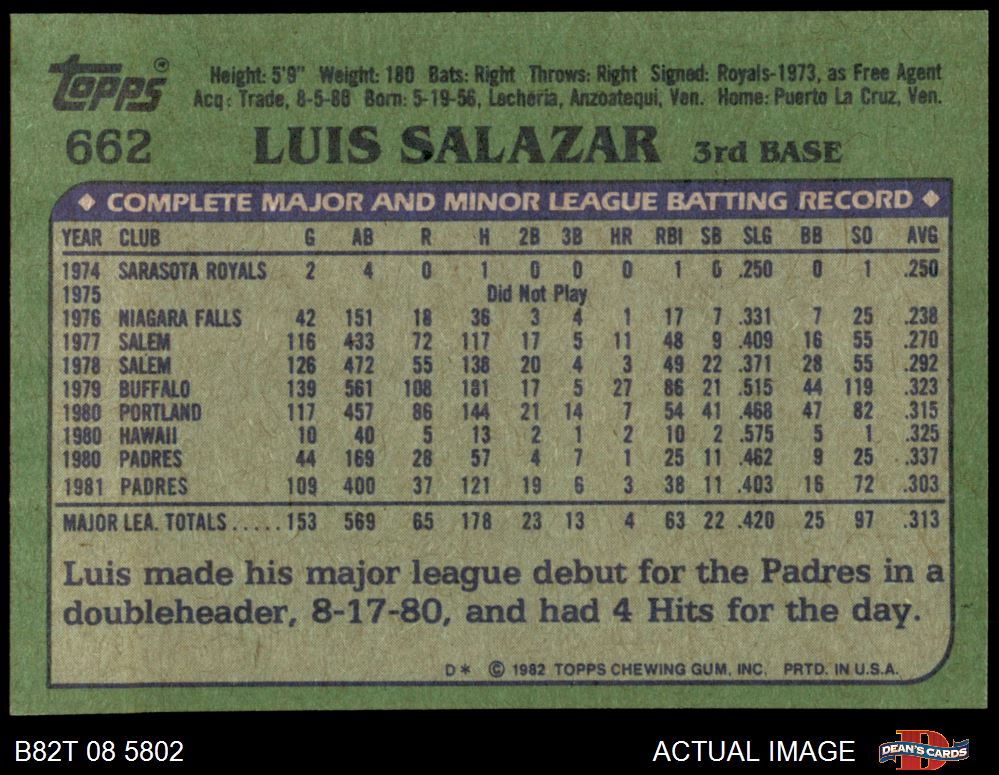 Topps® Height: 5'9" Weight: 180 Bats: Right Throws: Right Signed: Royals-1973, as Free Agent
Acq: Trade, 8-5-80 Born: 5-19-56, Lecheria, Anzoatequi, Ven. Home: Puerto La Cruz, Ven.
662 LUIS SALAZAR 3rd BASE
COMPLETE MAJOR AND MINOR LEAGUE BATTING RECORD
YEAR CLUB G AB R H 2B 3B HR RBI SB SLG BB SO AVG
1974 SARASOTA ROYALS 2 4 0 1 0 0 0 1 0 .250 0 1 .250
1975 Did Not Play
1976 NIAGARA FALLS 42 151 18 36 3 4 1 17 7 .331 7 25 .238
1977 SALEM 116 433 72 117 17 5 11 48 9 .409 16 55 .270
1978 SALEM 126 472 55 138 20 4 3 49 22 .371 28 55 .292
1979 BUFFALO 139 561 108 181 17 5 27 86 21 .515 44 119 .323
1980 PORTLAND 117 457 86 144 21 14 7 54 41 .468 47 82 .315
1980 HAWAII 10 40 5 13 2 1 2 10 2 .575 5 1 .325
1980 PADRES 44 169 28 57 4 7 1 25 11 .462 9 25 .337
1981 PADRES 109 400 37 121 19 6 3 38 11 .403 16 72 .303
MAJOR LEA. TOTALS.....153 569 65 178 23 13 4 63 22 .420 25 97 .313
Luis made his major league debut for the Padres in a
doubleheader, 8-17-80, and had 4 Hits for the day.
D* © 1982 TOPPS CHEWING GUM, INC. PRTD. IN U.S.A.
B82T 08 5802 ACTUAL IMAGE D DEAN'S CARDS